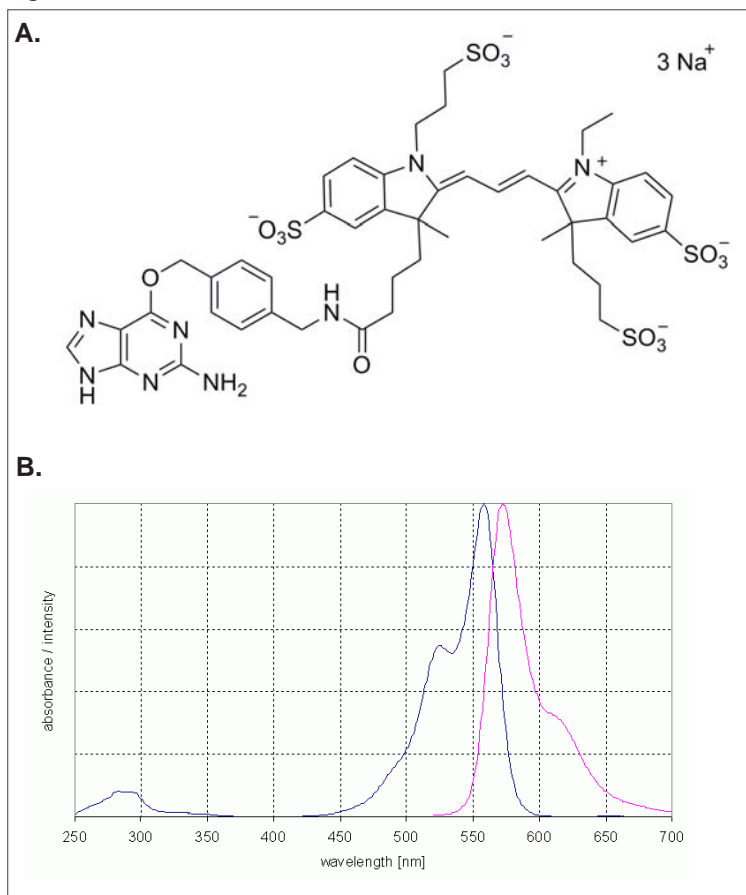 A.
SO3−
3 Na+
N
N+
−O3S
SO3−
O
H
N
N
N
N
H
N
NH2
O
SO3−
B.
absorbance / intensity
250 300 350 400 450 500 550 600 650 700
wavelength [nm]